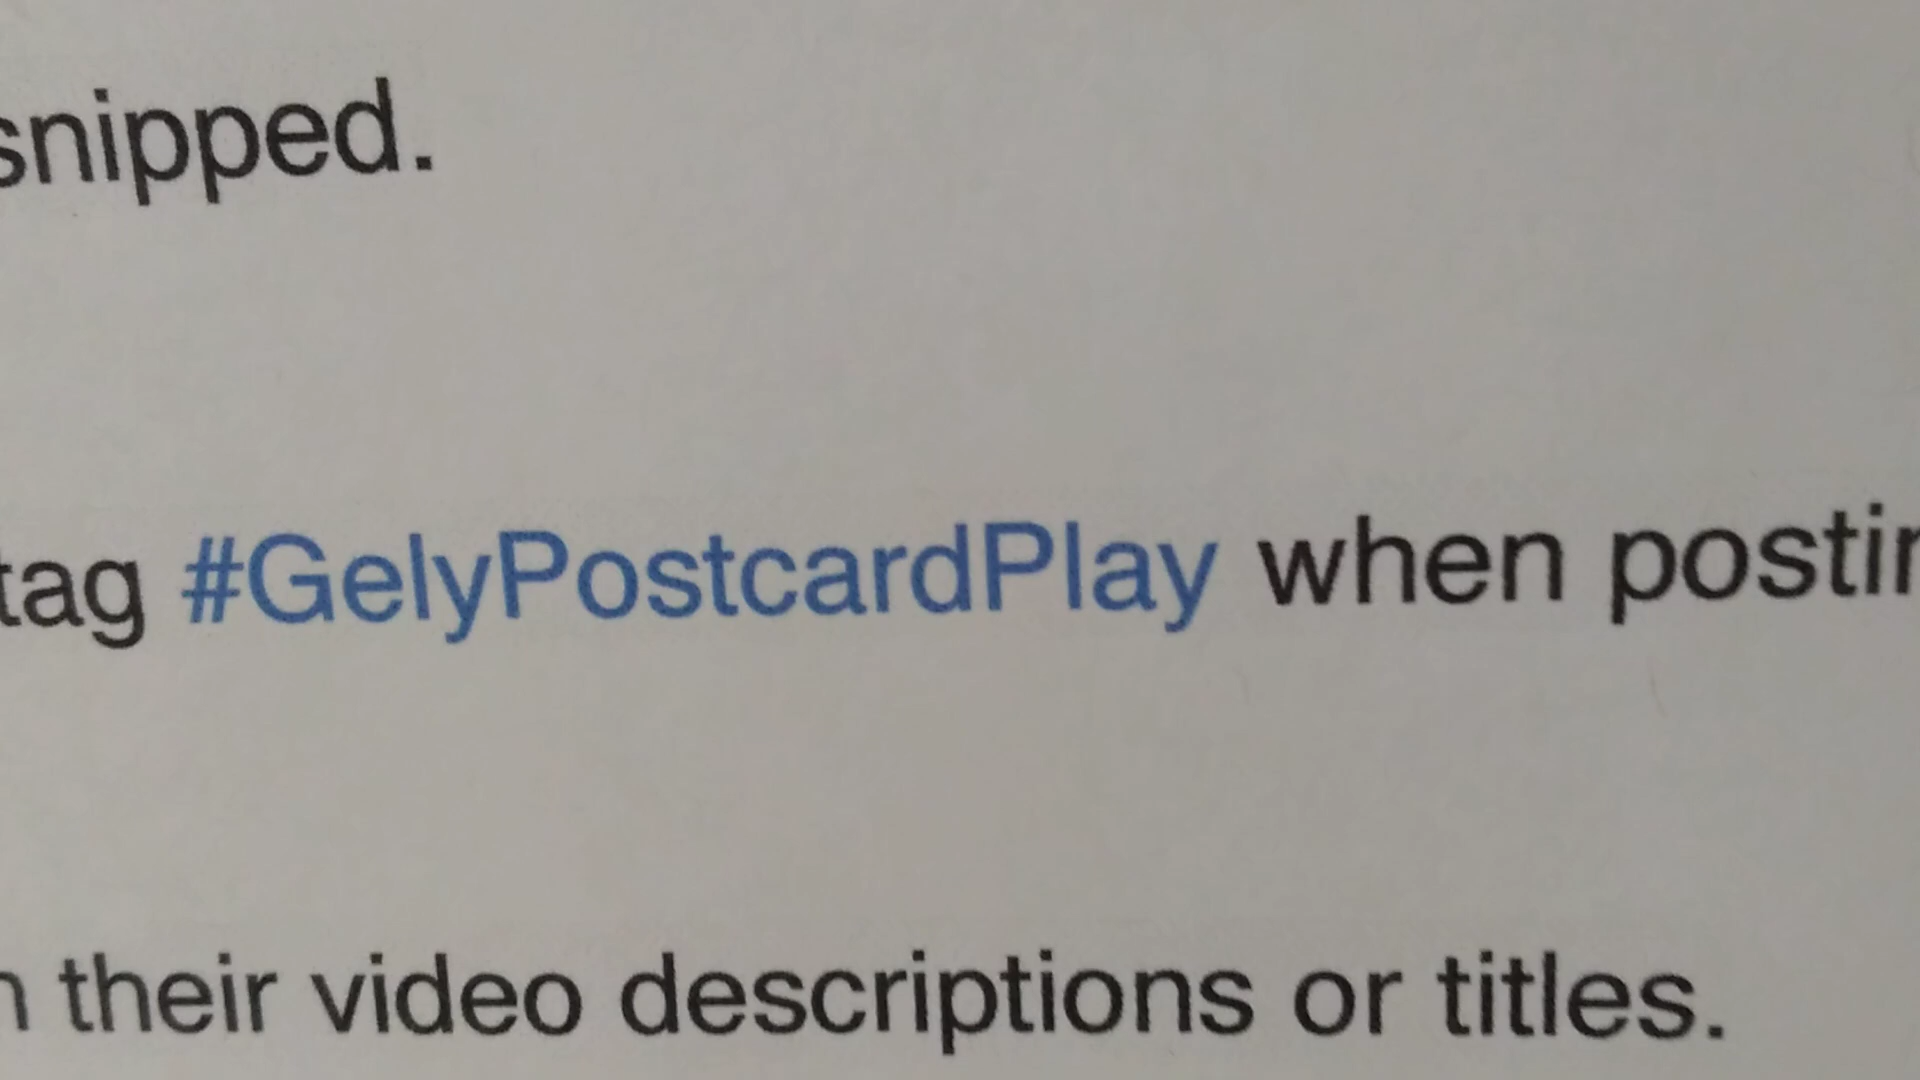 snipped.
tag #GelyPostcardPlay when postin
their video descriptions or titles.